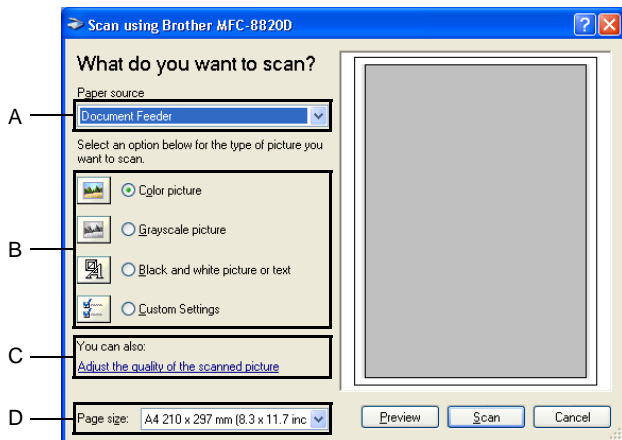 Scan using Brother MFC-8820D
What do you want to scan?
Paper source
A
Document Feeder
Select an option below for the type of picture you
want to scan.
Color picture
Grayscale picture
B
Black and white picture or text
Custom Settings
You can also:
C
Adjust the quality of the scanned picture
D
Page size: A4 210 x 297 mm (8.3 x 11.7 inc
Preview
Scan
Cancel